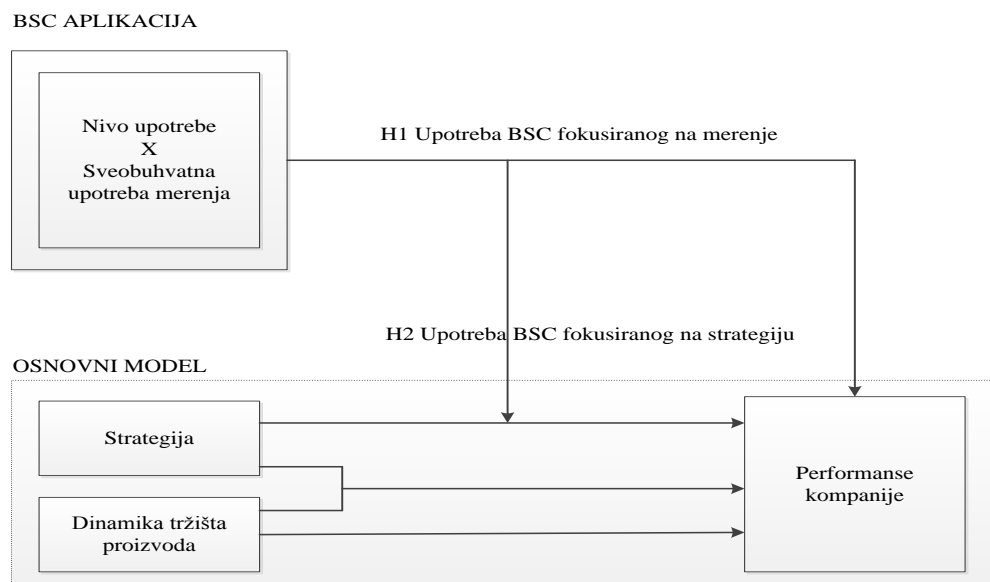 BSC APLIKACIJA
Nivo upotrebe
X
Sveobuhvatna
upotreba merenja
H1 Upotreba BSC fokusiranog na merenje
H2 Upotreba BSC fokusiranog na strategiju
OSNOVNI MODEL
Strategija
Dinamika tržišta
proizvoda
Performanse
kompanije